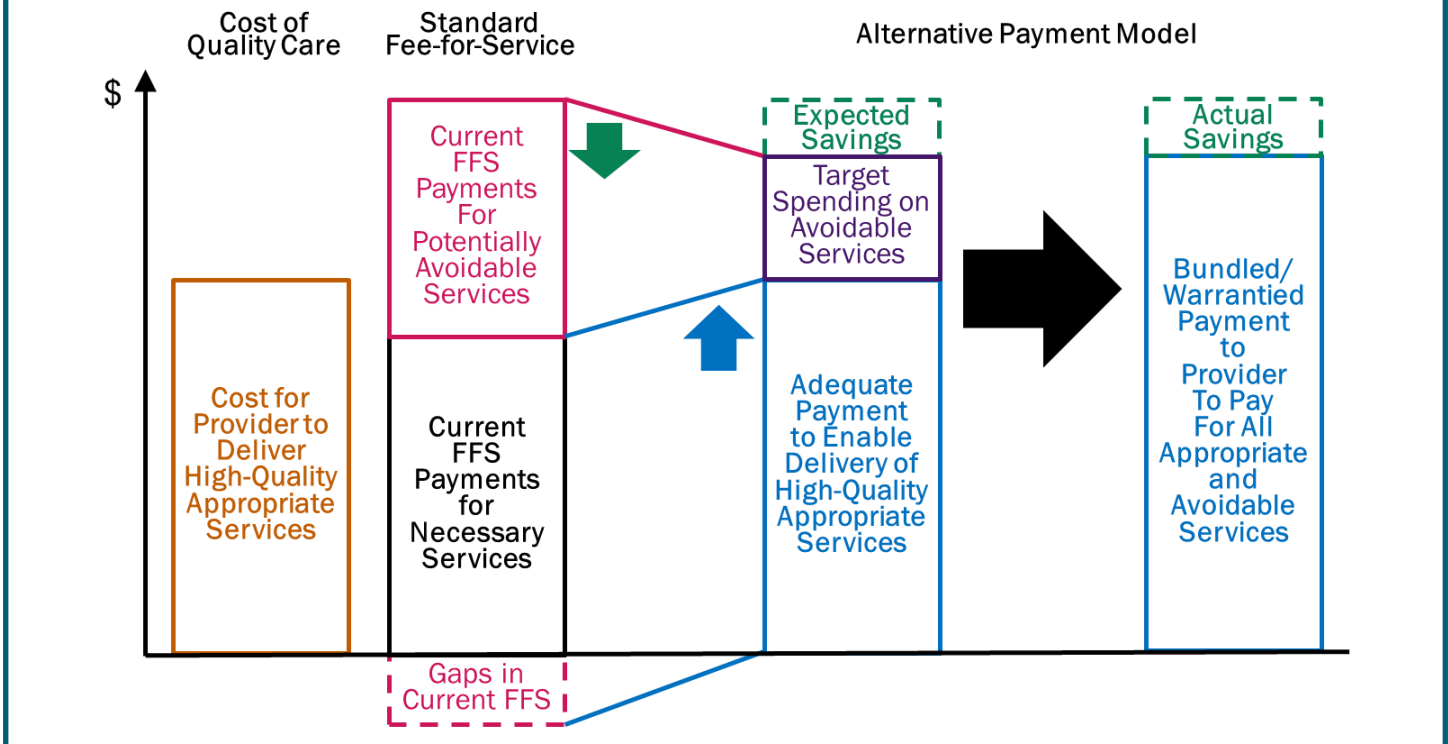 Cost of
Quality Care
Standard
Fee-for-Service
Alternative Payment Model
$
Cost for
Provider to
Deliver
High-Quality
Appropriate
Services
Current
FFS
Payments
For
Potentially
Avoidable
Services
Current
FFS
Payments
for
Necessary
Services
Gaps in
Current FFS
Expected
Savings
Target
Spending on
Avoidable
Services
Adequate
Payment
to Enable
Delivery of
High-Quality
Appropriate
Services
Actual
Savings
Bundled/
Warrantied
Payment
to
Provider
To Pay
For All
Appropriate
and
Avoidable
Services